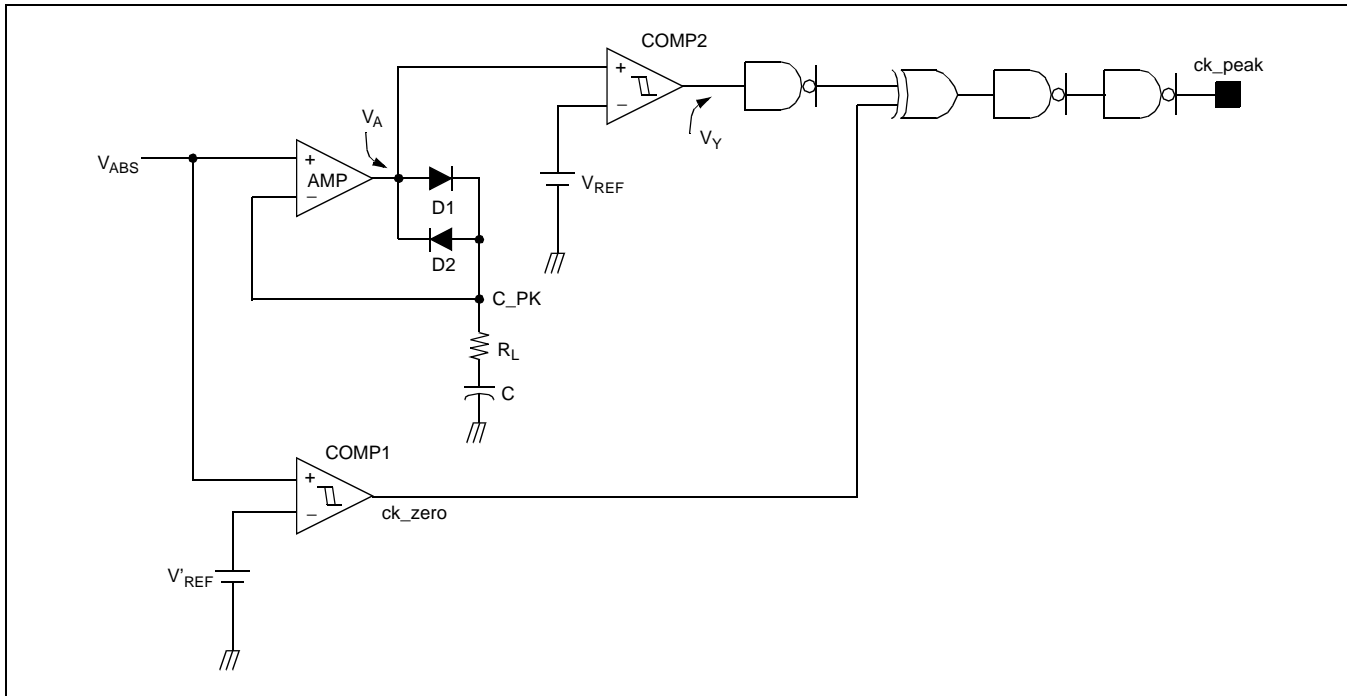 COMP2
ck_peak
V_A
V_Y
V_ABS
+
−
AMP
+
−
V_REF
D1
D2
C_PK
R_L
C
COMP1
+
−
ck_zero
V'_REF